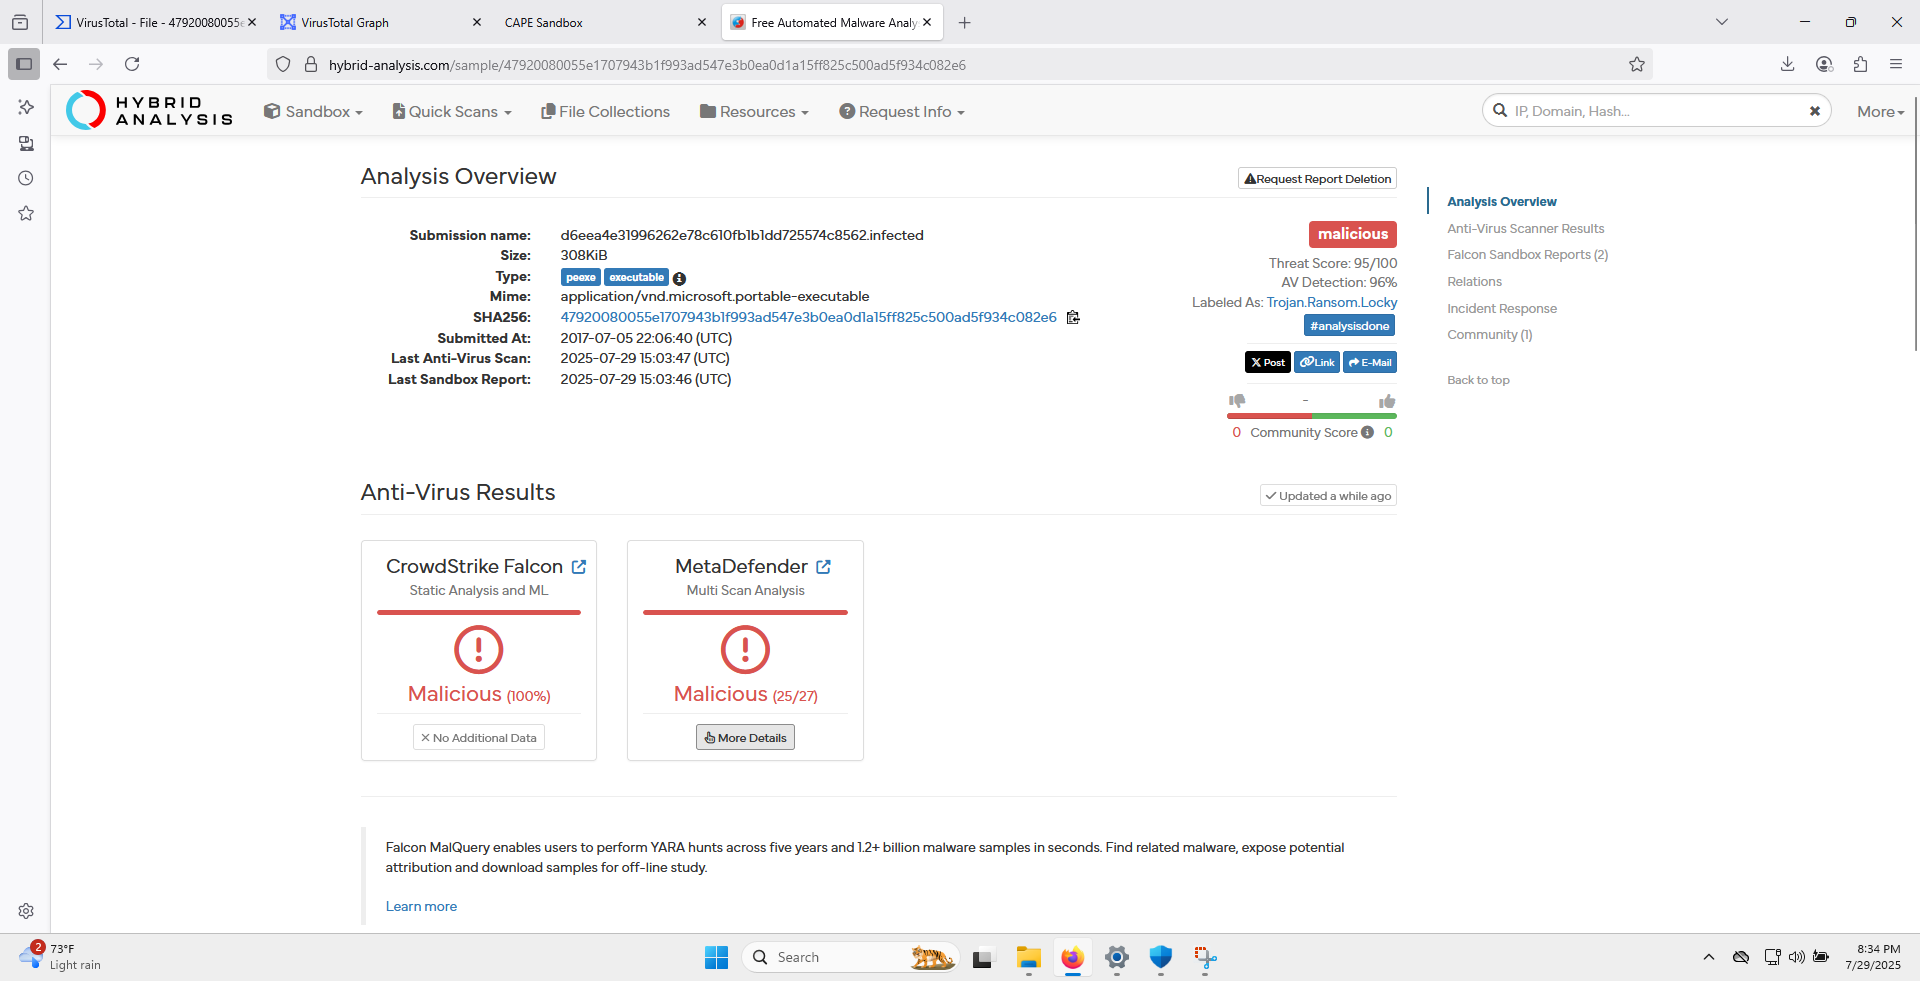 VirusTotal - File - 47920080055e
VirusTotal Graph
CAPE Sandbox
Free Automated Malware Analy
hybrid-analysis.com/sample/47920080055e1707943b1f993ad547e3b0ea0d1a15ff825c500ad5f934c082e6
HYBRID
ANALYSIS
Sandbox
Quick Scans
File Collections
Resources
Request Info
IP, Domain, Hash...
More
Analysis Overview
Request Report Deletion
Submission name: d6eea4e31996262e78c610fb1b1dd725574c8562.infected
Size: 308KiB
Type: peexe executable
Mime: application/vnd.microsoft.portable-executable
SHA256: 47920080055e1707943b1f993ad547e3b0ea0d1a15ff825c500ad5f934c082e6
Submitted At: 2017-07-05 22:06:40 (UTC)
Last Anti-Virus Scan: 2025-07-29 15:03:47 (UTC)
Last Sandbox Report: 2025-07-29 15:03:46 (UTC)
malicious
Threat Score: 95/100
AV Detection: 96%
Labeled As: Trojan.Ransom.Locky
#analysisdone
X Post
Link
E-Mail
-
0 Community Score 0
Analysis Overview
Anti-Virus Scanner Results
Falcon Sandbox Reports (2)
Relations
Incident Response
Community (1)
Back to top
Anti-Virus Results
Updated a while ago
CrowdStrike Falcon
Static Analysis and ML
Malicious (100%)
No Additional Data
MetaDefender
Multi Scan Analysis
Malicious (25/27)
More Details
Falcon MalQuery enables users to perform YARA hunts across five years and 1.2+ billion malware samples in seconds. Find related malware, expose potential
attribution and download samples for off-line study.
Learn more
2
73°F
Light rain
Search
8:34 PM
7/29/2025